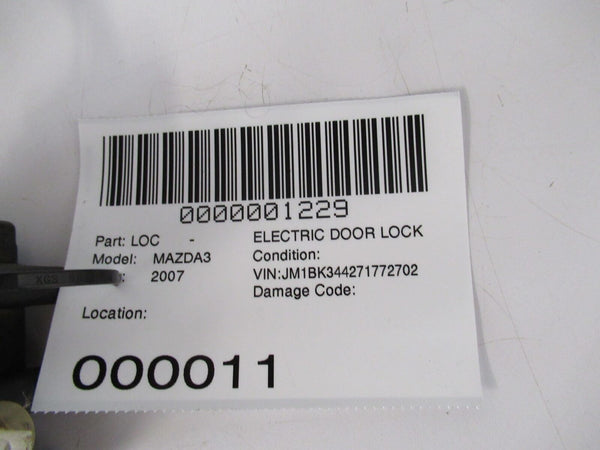 0000001229
Part: LOC - ELECTRIC DOOR LOCK
Model: MAZDA3 Condition:
2007 VIN:JM1BK344271772702
Damage Code:
Location:
000011